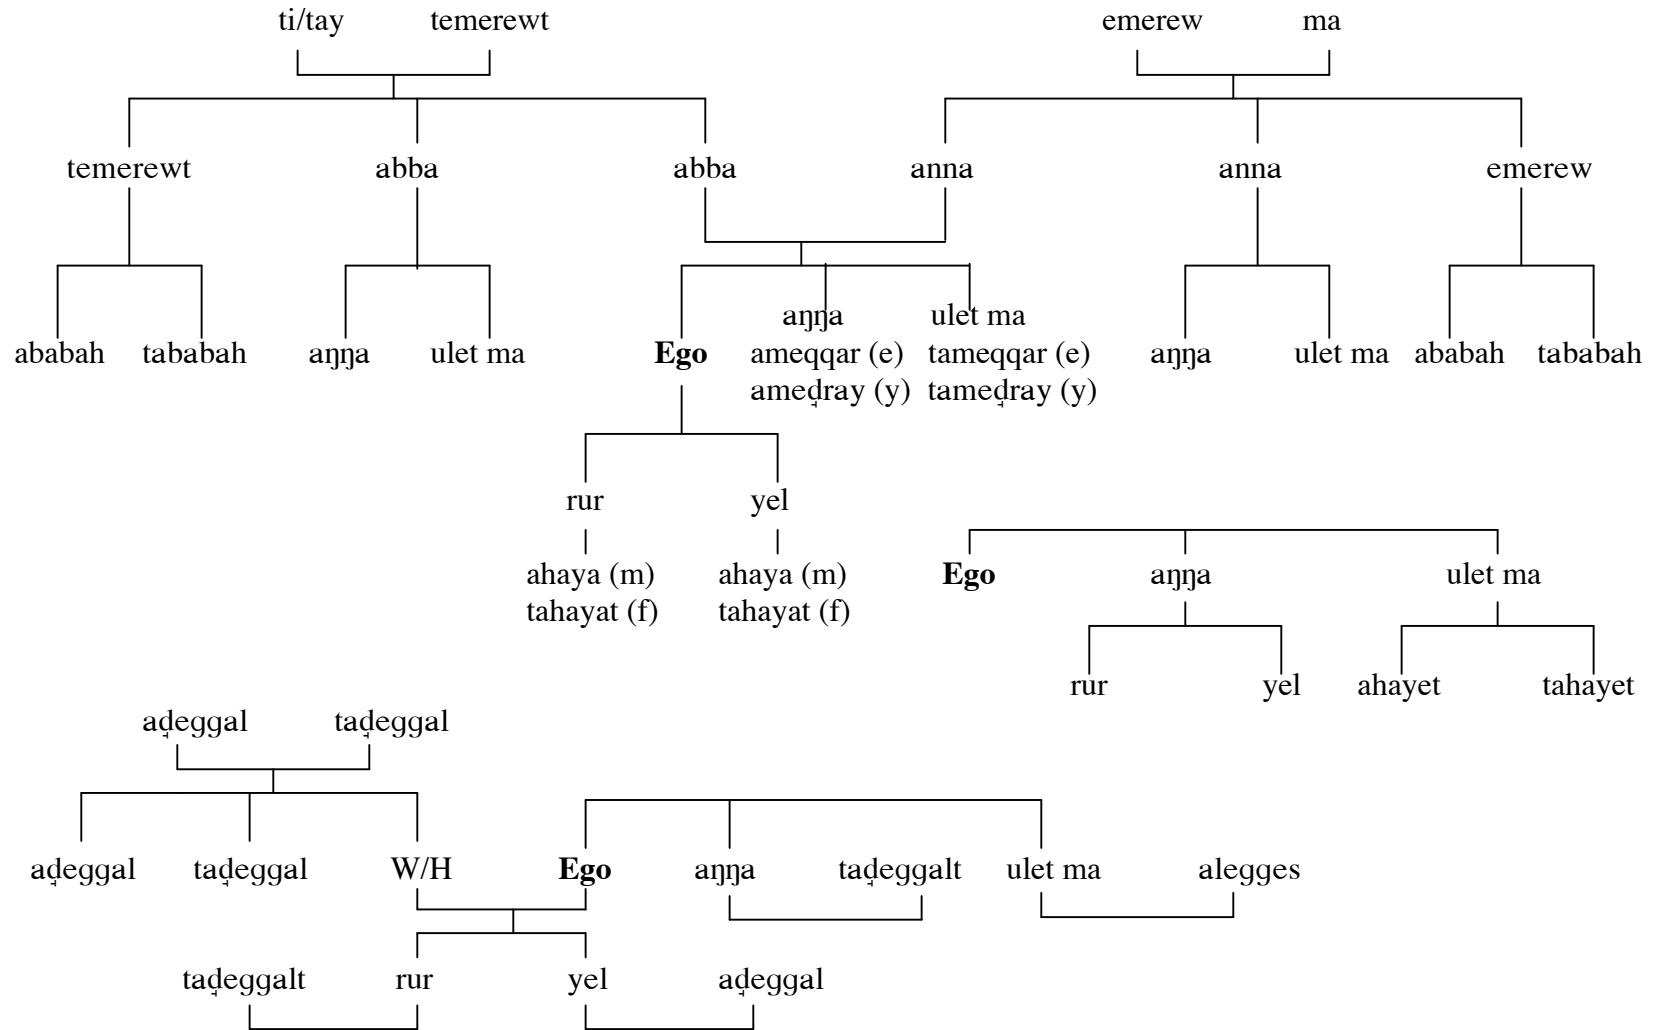 ti/tay temerewt emerew ma
temerewt abba abba anna anna emerew
aŋŋa ulet ma
ababah tababah aŋŋa ulet ma Ego ameqqar (e) tameqqar (e) aŋŋa ulet ma ababah tababah
ameḍray (y) tameḍray (y)
rur yel
ahaya (m) ahaya (m) Ego aŋŋa ulet ma
tahayat (f) tahayat (f)
rur yel ahayet tahayet
aḍeggal taḍeggal
aḍeggal taḍeggal W/H Ego aŋŋa taḍeggalt ulet ma alegges
taḍeggalt rur yel aḍeggal